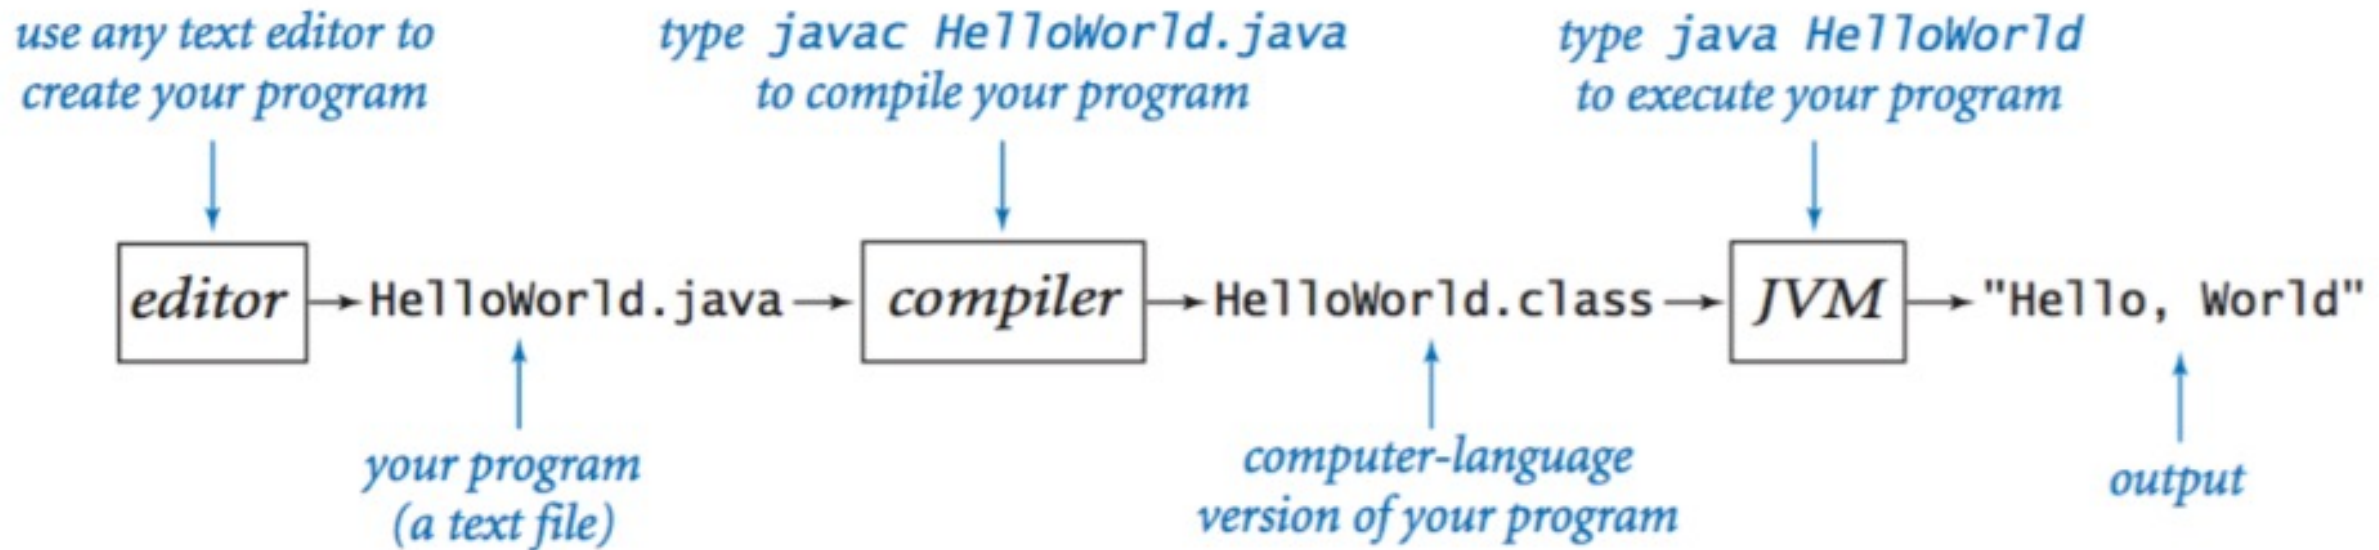 use any text editor to
create your program
type javac HelloWorld.java
to compile your program
type java HelloWorld
to execute your program
editor
HelloWorld.java
compiler
HelloWorld.class
JVM
"Hello, World"
your program
(a text file)
computer-language
version of your program
output